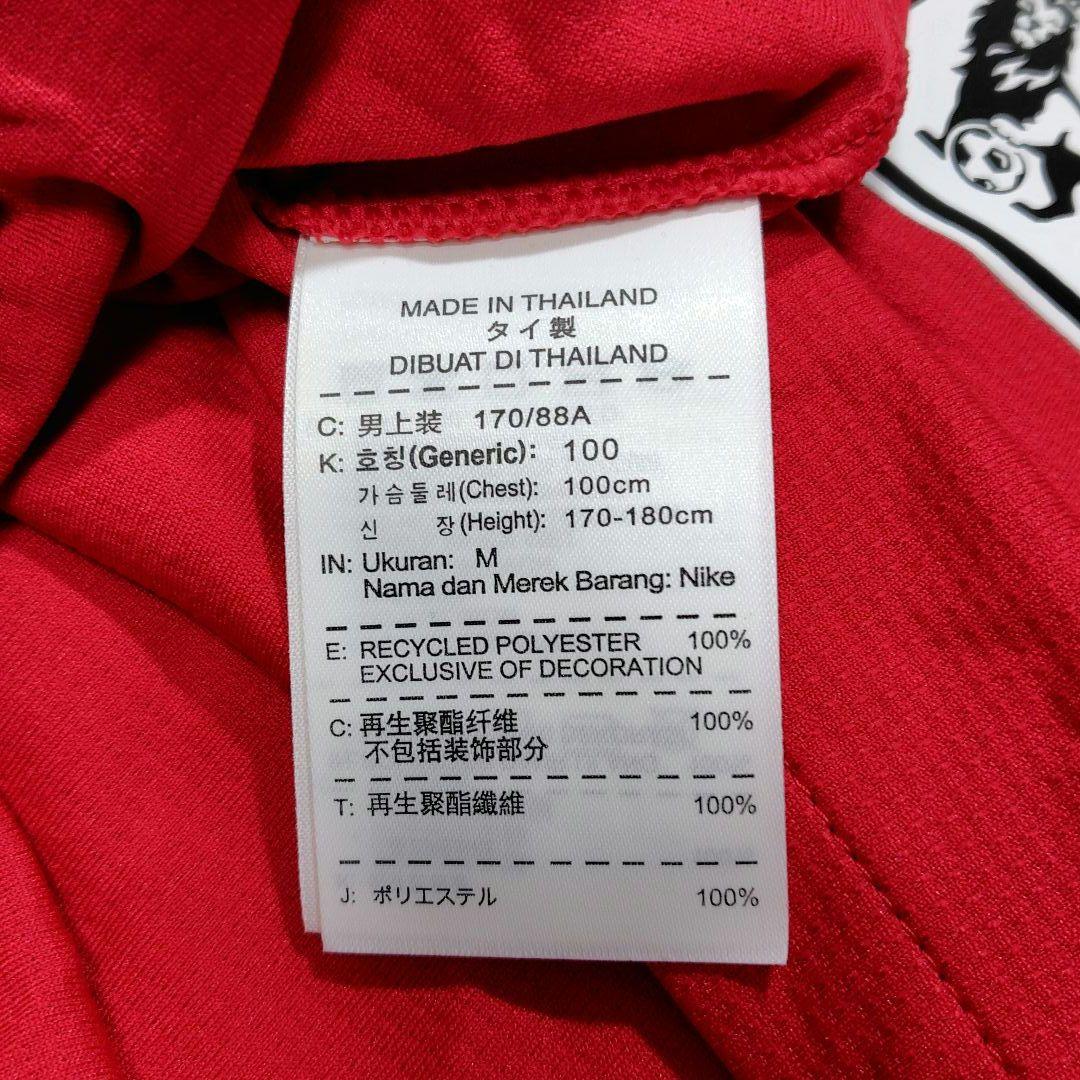 MADE IN THAILAND
タイ製
DIBUAT DI THAILAND
C: 男上装 170/88A
K: 호칭(Generic): 100
가슴둘레(Chest): 100cm
신 장(Height): 170-180cm
IN: Ukuran: M
Nama dan Merek Barang: Nike
E: RECYCLED POLYESTER 100%
EXCLUSIVE OF DECORATION
C: 再生聚酯纤维 100%
不包括装饰部分
T: 再生聚酯纖維 100%
J: ポリエステル 100%